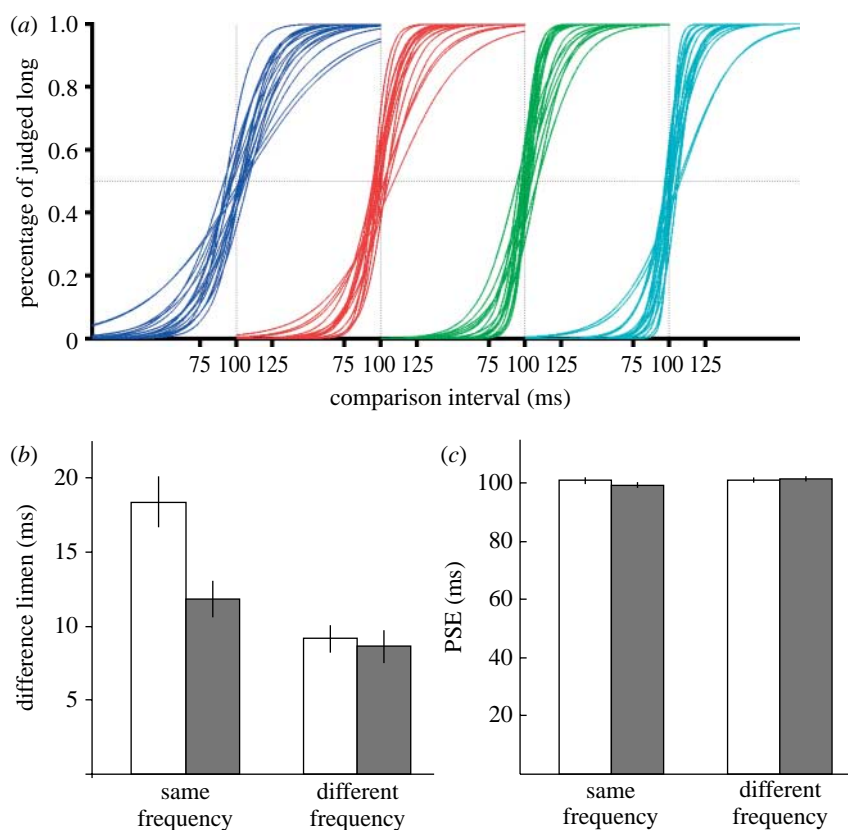 (a)
percentage of judged long
1.0
0.8
0.6
0.4
0.2
0
75 100 125 75 100 125 75 100 125 75 100 125
comparison interval (ms)
(b)
difference limen (ms)
20
15
10
5
same frequency
different frequency
(c)
PSE (ms)
100
80
60
40
20
same frequency
different frequency